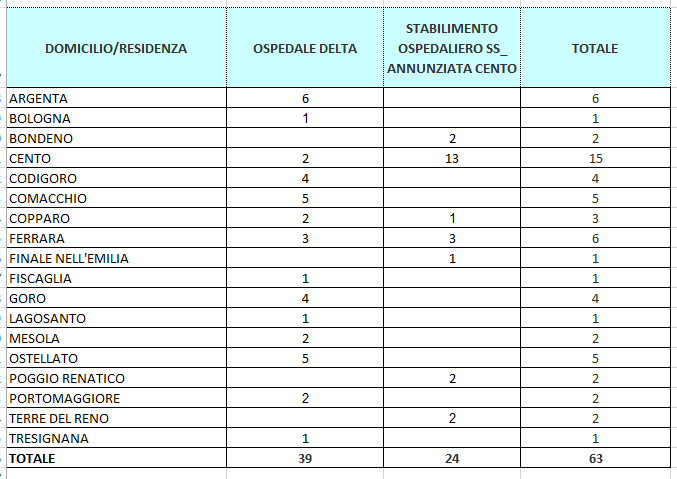 DOMICILIO/RESIDENZA OSPEDALE DELTA STABILIMENTO OSPEDALIERO SS_ ANNUNZIATA CENTO TOTALE
ARGENTA 6 6
BOLOGNA 1 1
BONDENO 2 2
CENTO 2 13 15
CODIGORO 4 4
COMACCHIO 5 5
COPPARO 2 1 3
FERRARA 3 3 6
FINALE NELL'EMILIA 1 1
FISCAGLIA 1 1
GORO 4 4
LAGOSANTO 1 1
MESOLA 2 2
OSTELLATO 5 5
POGGIO RENATICO 2 2
PORTOMAGGIORE 2 2
TERRE DEL RENO 2 2
TRESIGNANA 1 1
TOTALE 39 24 63